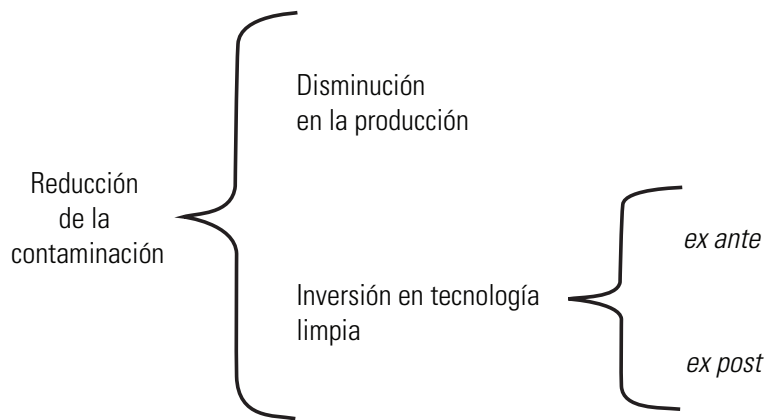 Disminución
en la producción
Reducción
de la
contaminación
ex ante
Inversión en tecnología
limpia
ex post